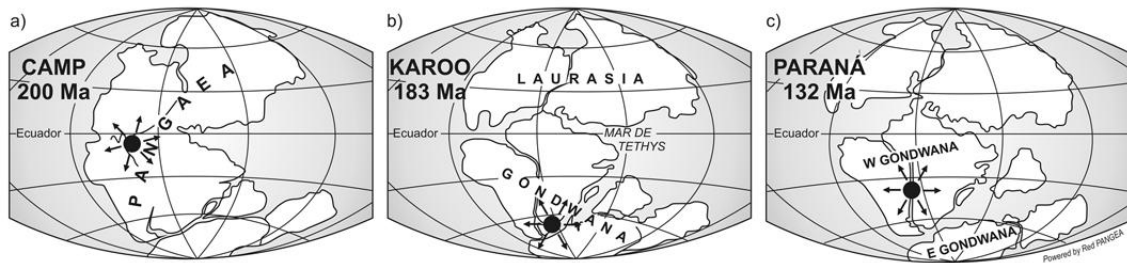 a)
CAMP
200 Ma
PANGAEA
Ecuador
b)
KAROO
183 Ma
LAURASIA
Ecuador
MAR DE
TETHYS
GONDWANA
c)
PARANÁ
132 Ma
Ecuador
W GONDWANA
E GONDWANA
Powered by Red PANGEA